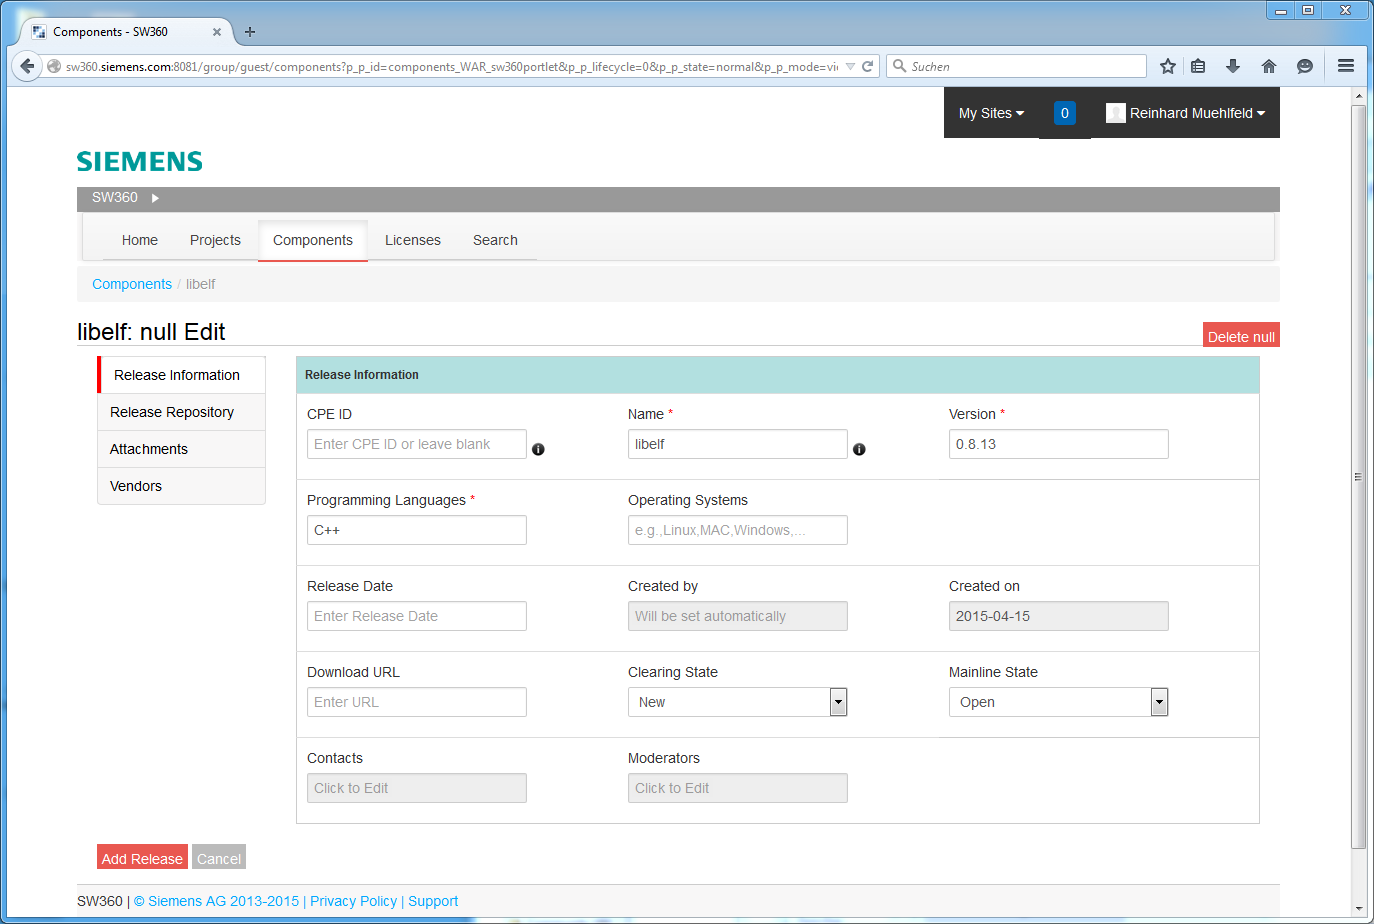 Components - SW360
sw360.siemens.com:8081/group/guest/components?p_p_id=components_WAR_sw360portlet&p_p_lifecycle=0&p_p_state=normal&p_p_mode=vi
Suchen
My Sites
0
Reinhard Muehlfeld
SIEMENS
SW360
Home
Projects
Components
Licenses
Search
Components / libelf
libelf: null Edit
Delete null
Release Information
Release Repository
Attachments
Vendors
Release Information
CPE ID
Name *
Version *
Enter CPE ID or leave blank
libelf
0.8.13
Programming Languages *
Operating Systems
C++
e.g.,Linux,MAC,Windows,...
Release Date
Created by
Created on
Enter Release Date
Will be set automatically
2015-04-15
Download URL
Clearing State
Mainline State
Enter URL
New
Open
Contacts
Moderators
Click to Edit
Click to Edit
Add Release
Cancel
SW360 | © Siemens AG 2013-2015 | Privacy Policy | Support